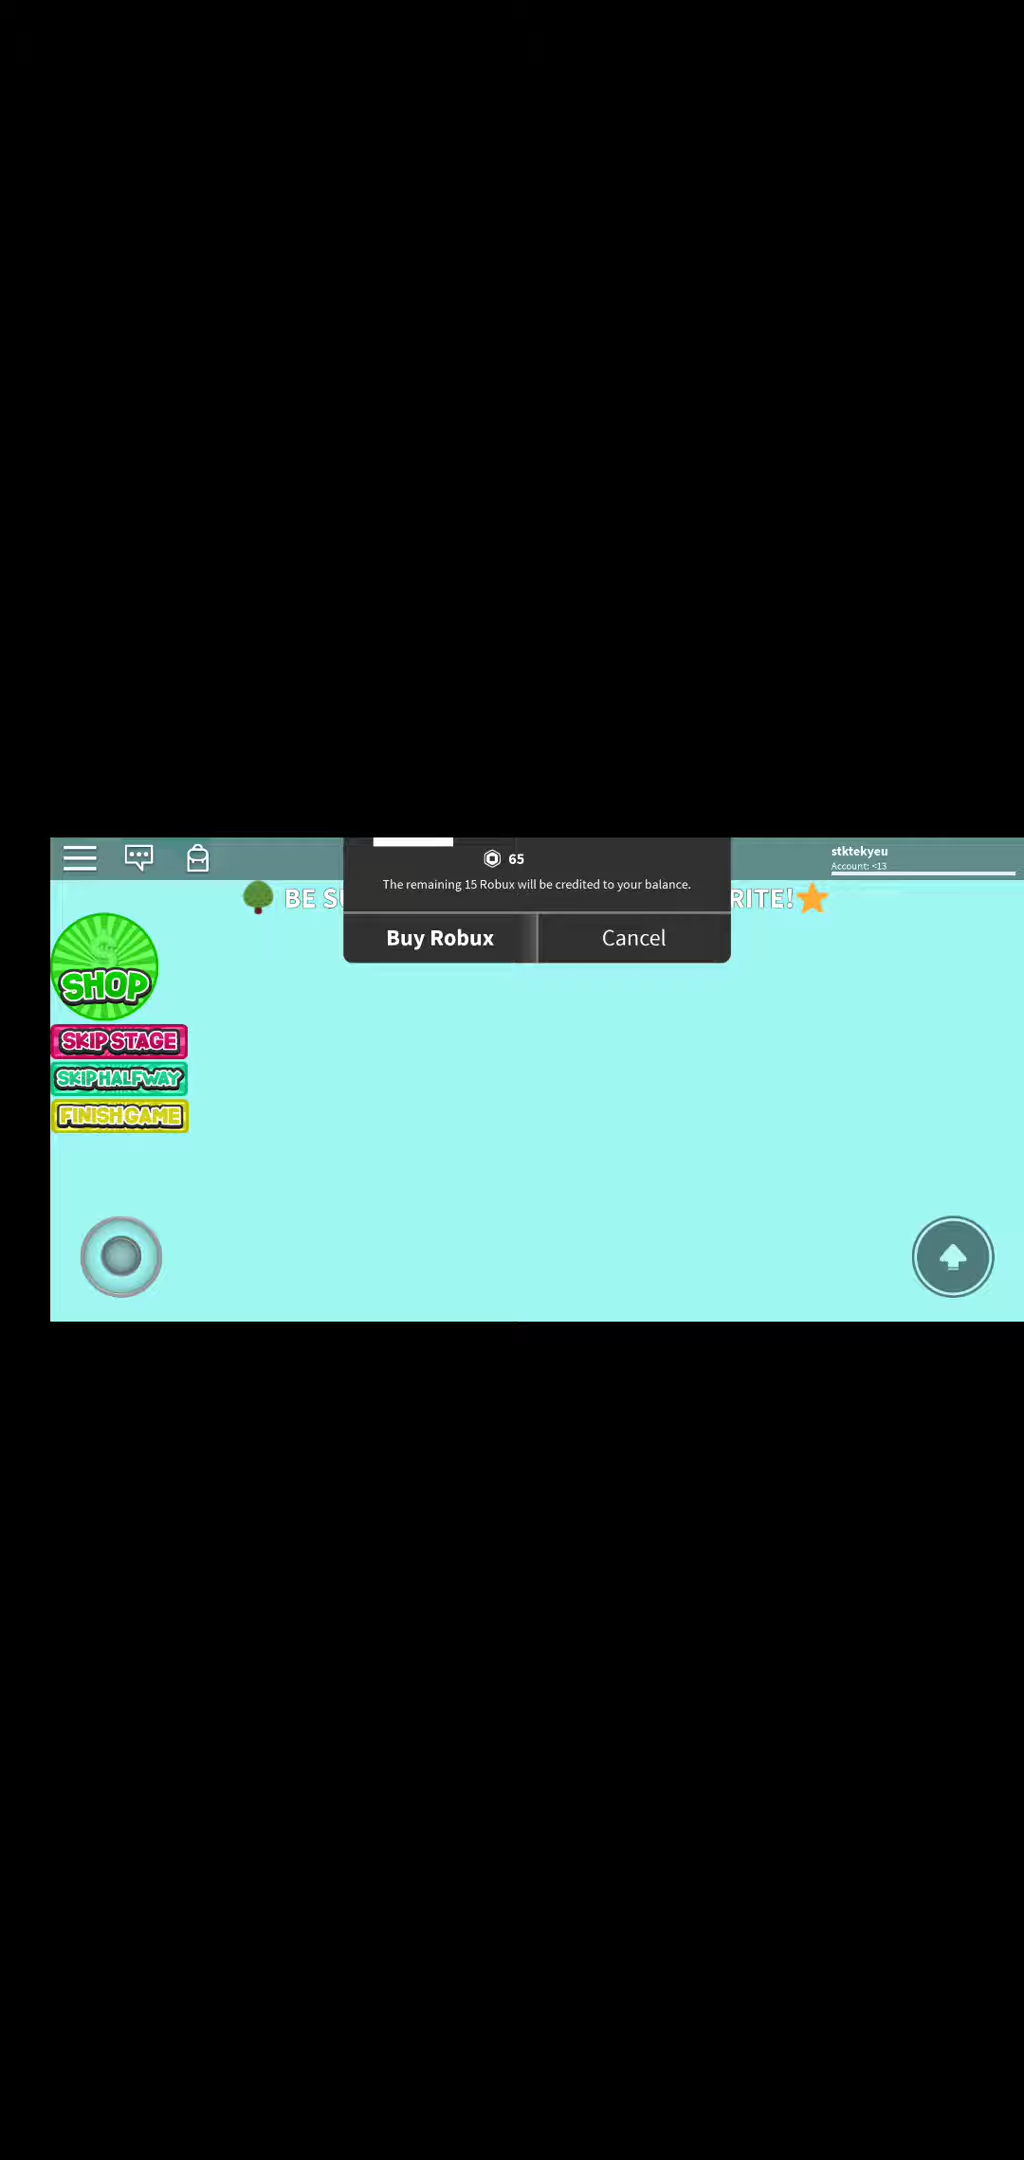 stktekyeu
Account: <13
65
The remaining 15 Robux will be credited to your balance.
BE
RITE!
Buy Robux
Cancel
SHOP
SKIP STAGE
SKIP HALFWAY
FINISH GAME